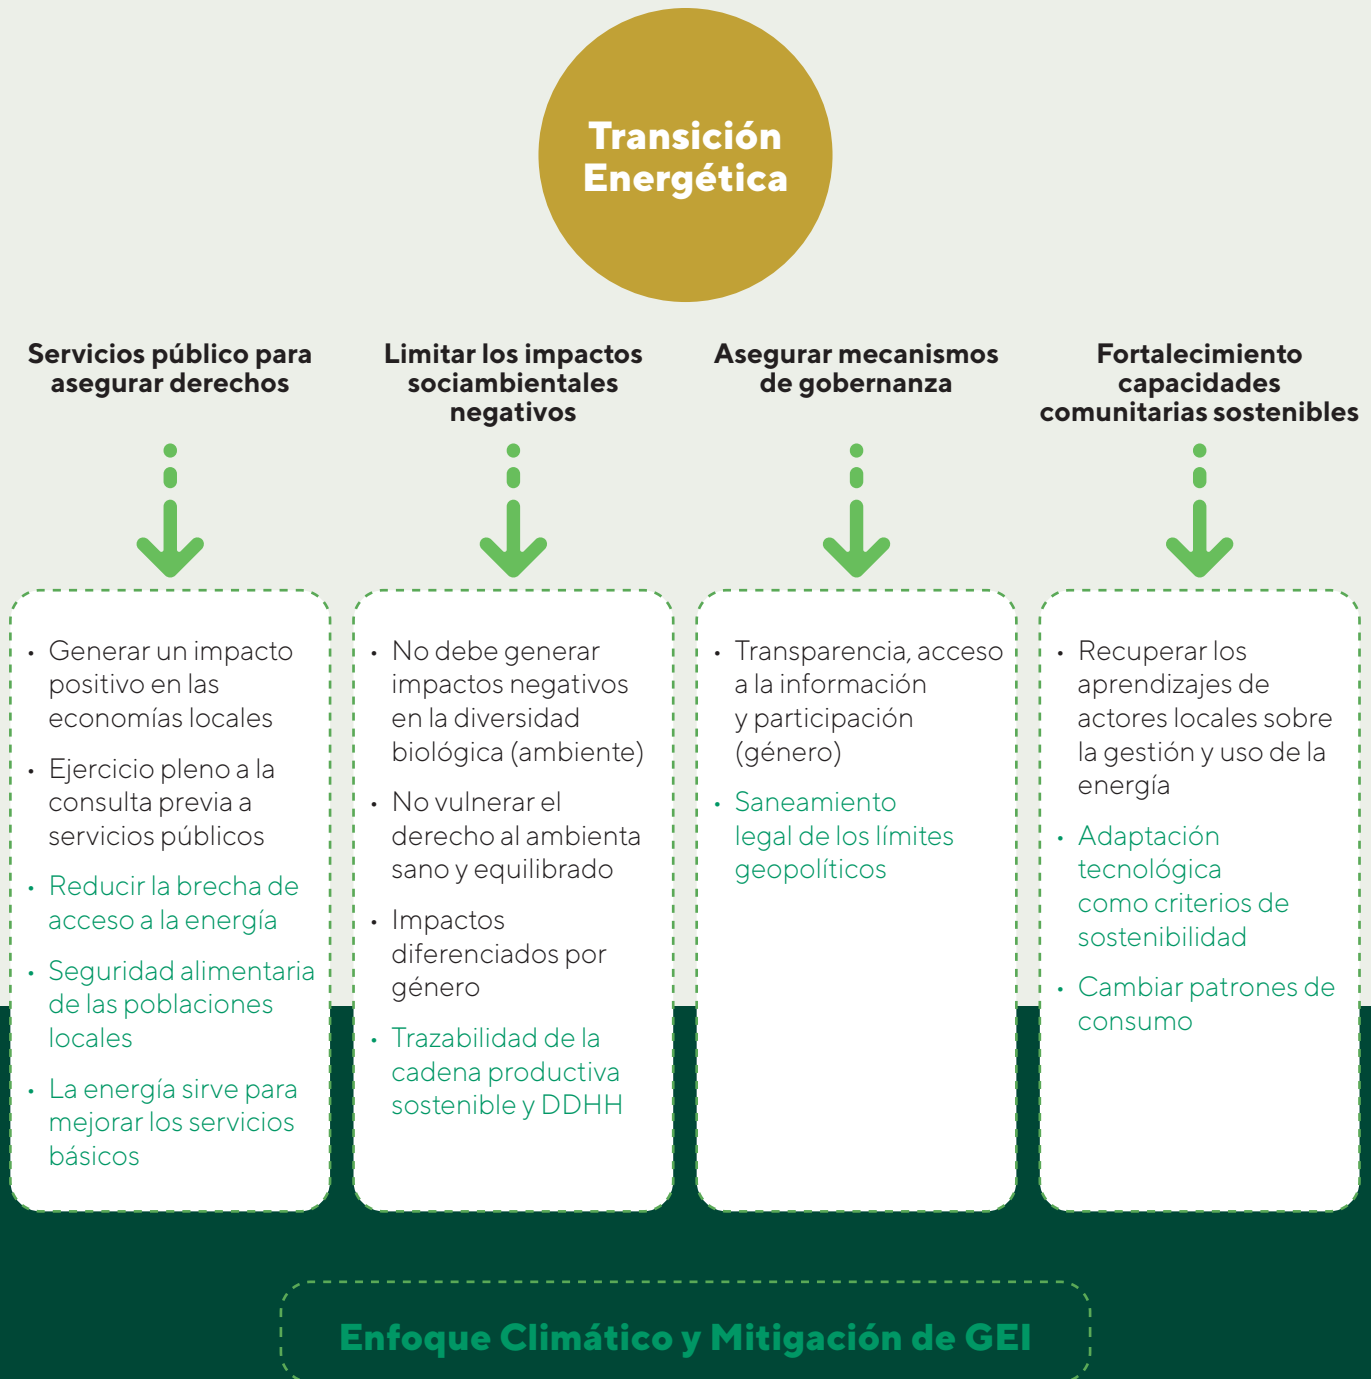 Transición
Energética
Servicios público para
asegurar derechos
Limitar los impactos
sociambientales
negativos
Asegurar mecanismos
de gobernanza
Fortalecimiento
capacidades
comunitarias sostenibles
• Generar un impacto
positivo en las
economías locales
• Ejercicio pleno a la
consulta previa a
servicios públicos
• Reducir la brecha de
acceso a la energía
• Seguridad alimentaria
de las poblaciones
locales
• La energía sirve para
mejorar los servicios
básicos
• No debe generar
impactos negativos
en la diversidad
biológica (ambiente)
• No vulnerar el
derecho al ambienta
sano y equilibrado
• Impactos
diferenciados por
género
• Trazabilidad de la
cadena productiva
sostenible y DDHH
• Transparencia, acceso
a la información
y participación
(género)
• Saneamiento
legal de los límites
geopolíticos
• Recuperar los
aprendizajes de
actores locales sobre
la gestión y uso de la
energía
• Adaptación
tecnológica
como criterios de
sostenibilidad
• Cambiar patrones de
consumo
Enfoque Climático y Mitigación de GEI